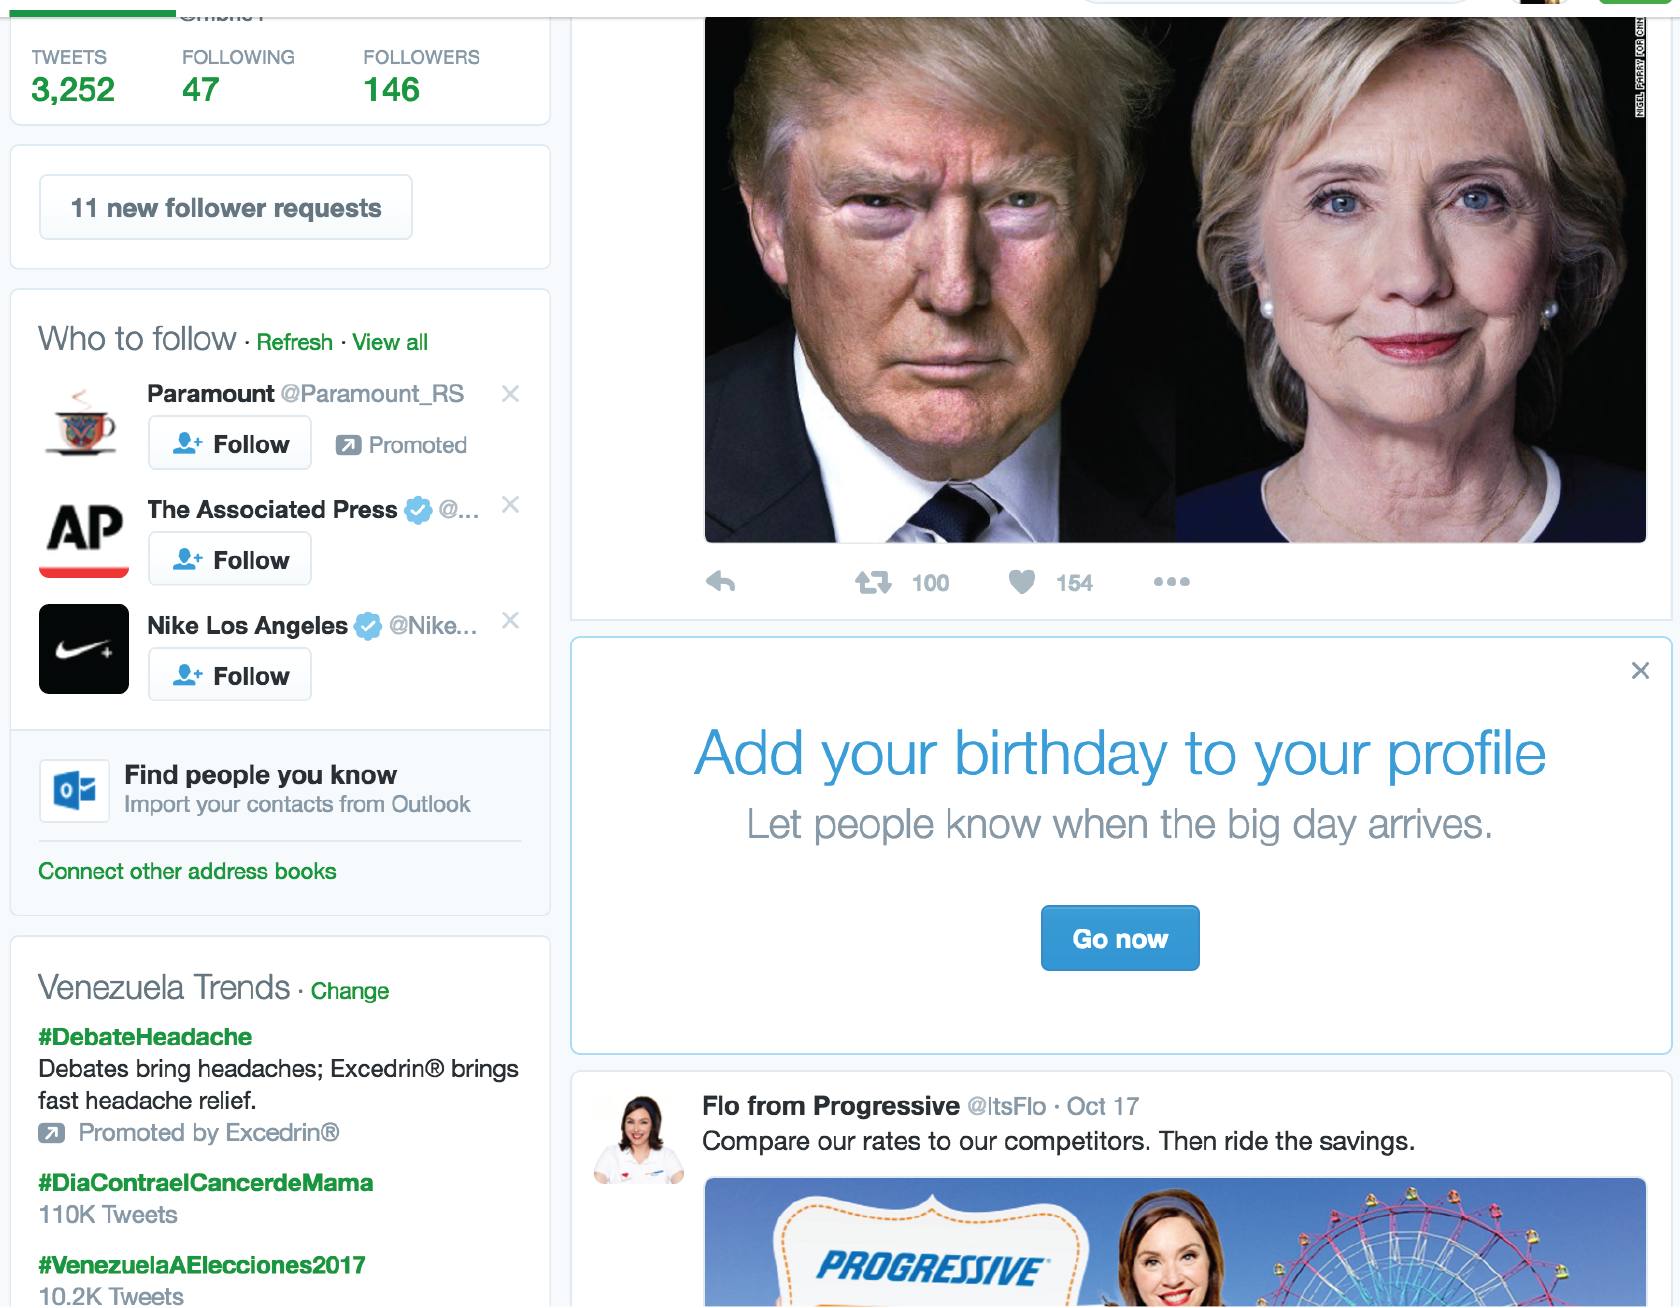 TWEETS FOLLOWING FOLLOWERS
3,252 47 146
11 new follower requests
Who to follow · Refresh · View all
Paramount @Paramount_RS
Follow Promoted
AP
The Associated Press @...
Follow
Nike Los Angeles @Nike...
Follow
Find people you know
Import your contacts from Outlook
Connect other address books
Venezuela Trends · Change
#DebateHeadache
Debates bring headaches; Excedrin® brings
fast headache relief.
Promoted by Excedrin®
#DiaContraelCancerdeMama
110K Tweets
#VenezuelaAElecciones2017
10.2K Tweets
NIGEL PARRY FOR CNN
100 154
Add your birthday to your profile
Let people know when the big day arrives.
Go now
Flo from Progressive @ItsFlo · Oct 17
Compare our rates to our competitors. Then ride the savings.
PROGRESSIVE